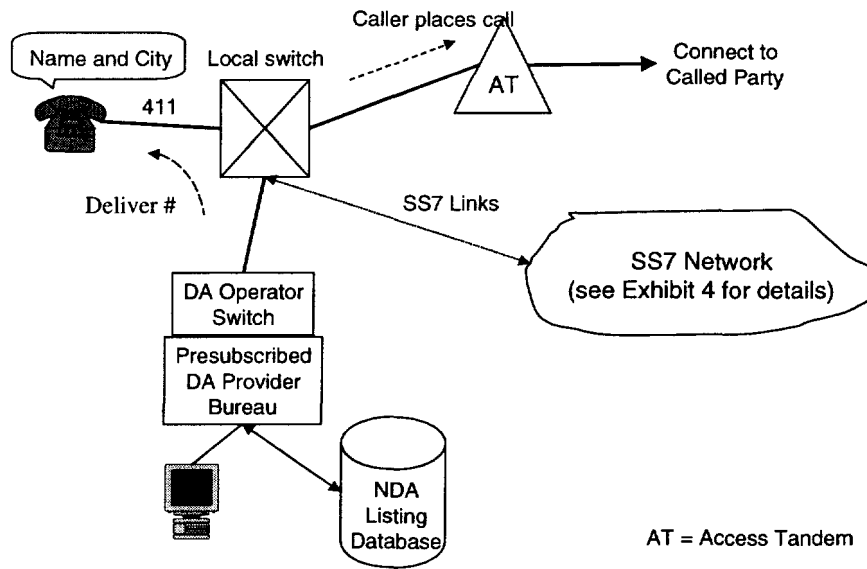 Caller places call
Name and City
Local switch
AT
Connect to
Called Party
411
Deliver #
SS7 Links
SS7 Network
(see Exhibit 4 for details)
DA Operator
Switch
Presubscribed
DA Provider
Bureau
NDA
Listing
Database
AT = Access Tandem